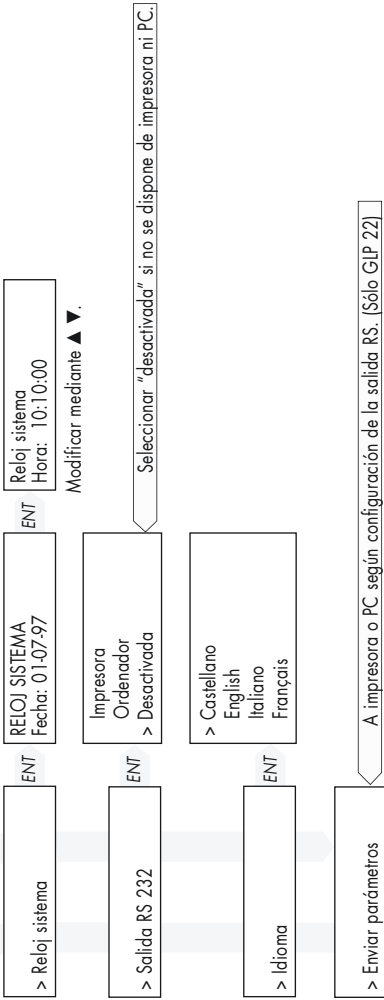 > Reloj sistema
ENT
RELOJ SISTEMA
Fecha: 01-07-97
ENT
Reloj sistema
Hora: 10:10:00
Modificar mediante ▲ ▼.
> Salida RS 232
ENT
Impresora
Ordenador
> Desactivada
Seleccionar "desactivada" si no se dispone de impresora ni PC.
> Idioma
ENT
> Castellano
English
Italiano
Français
> Enviar parámetros
A impresora o PC según configuración de la salida RS. (Sólo GLP 22)